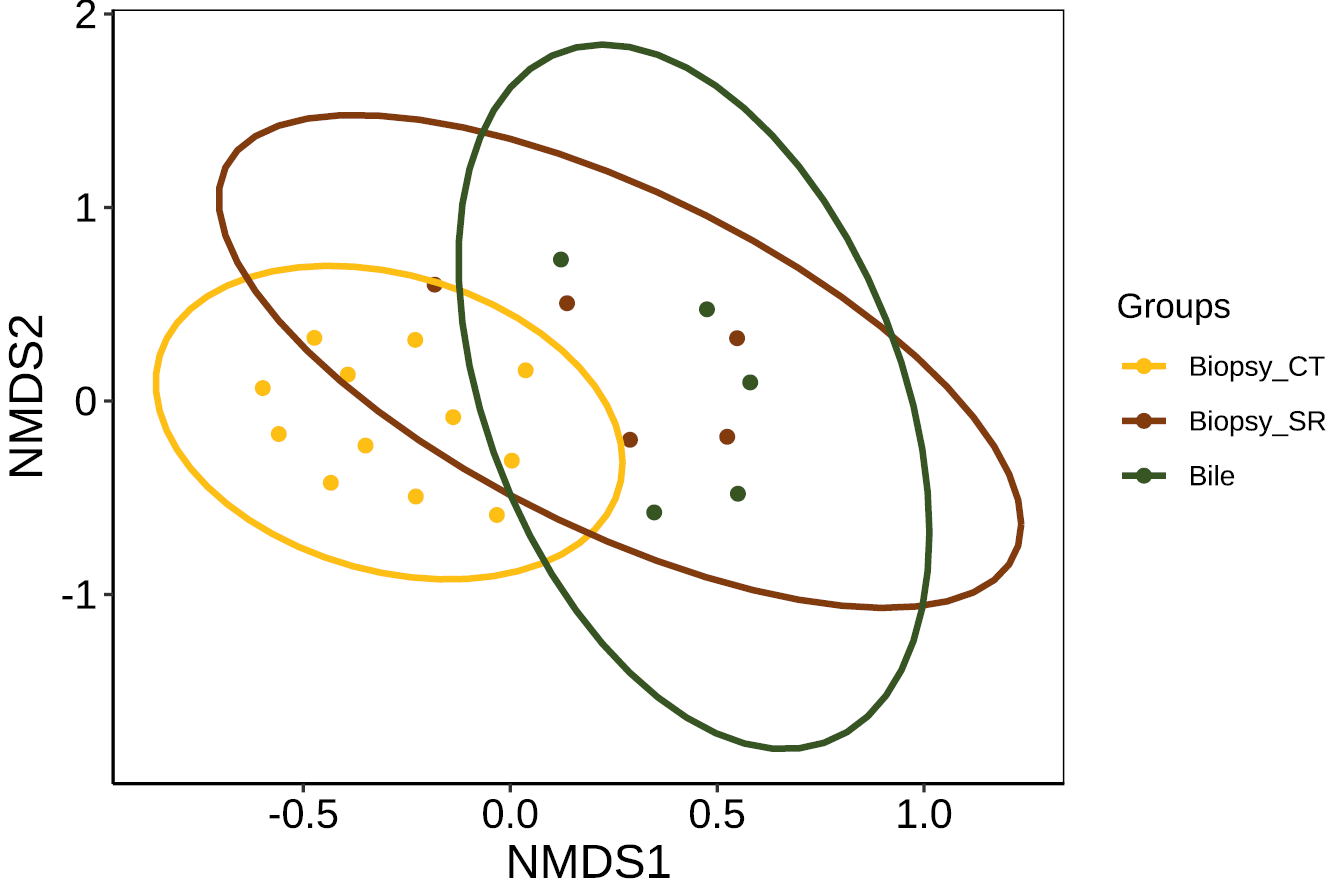 2
1
0
-1
NMDS2
-0.5
0.0
0.5
1.0
NMDS1
Groups
Biopsy_CT
Biopsy_SR
Bile